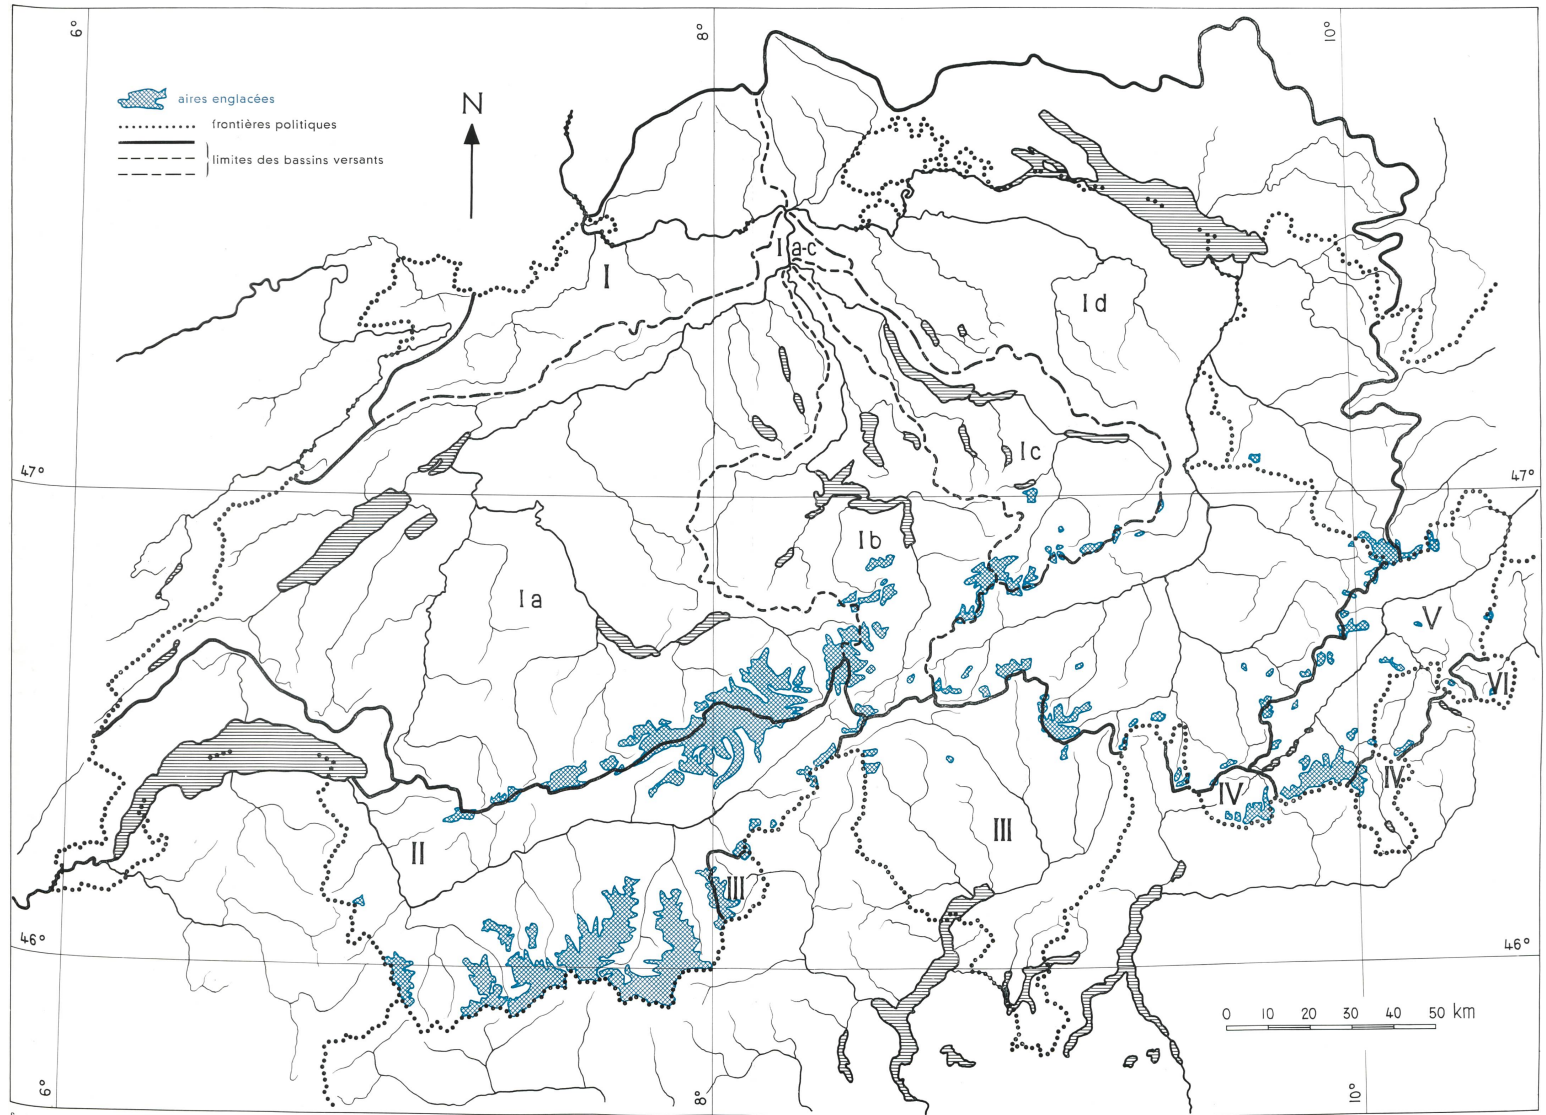 6°
8°
10°
aires englacées
frontières politiques
limites des bassins versants
N
I
I a-c
I d
47°
I c
47°
I b
I a
V
VI
IV
IV
II
III
III
46°
46°
0 10 20 30 40 50 km
6°
8°
10°